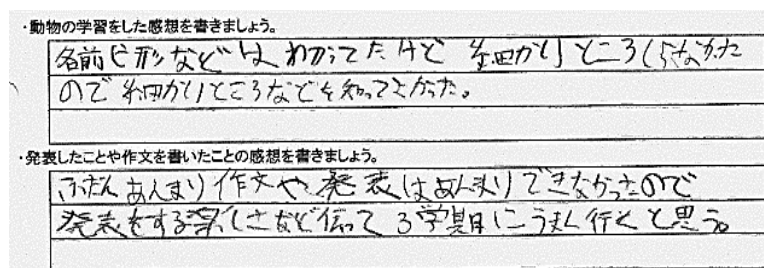 ・動物の学習をした感想を書きましょう。
名前や形などは わかってたけど 細かいところしらなかった
ので 細かいところなどを知ってよかった。
・発表したことや作文を書いたことの感想を書きましょう。
ふだん あんまり 作文や 発表は あんまり できなかったので
発表をする楽しさなど伝って 3学期にうまく行くと思う。